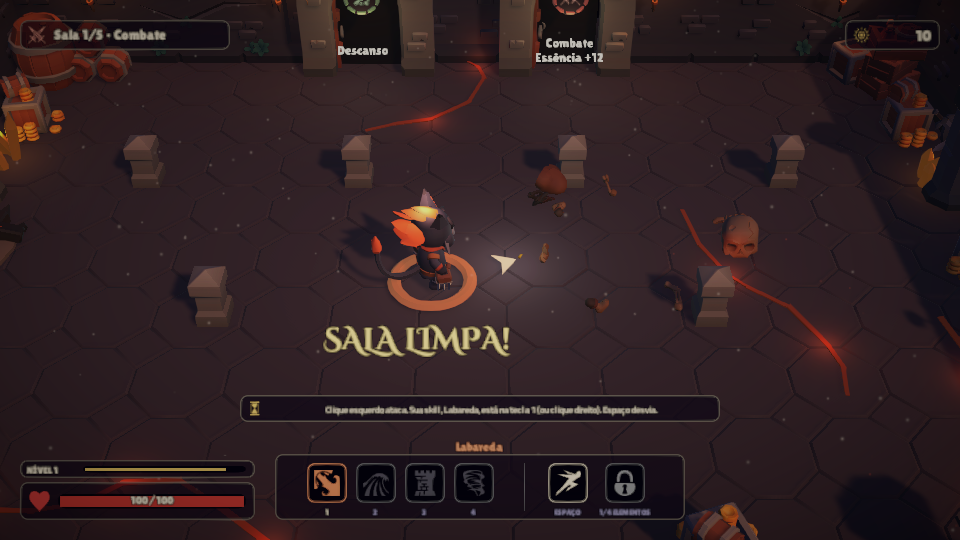 Sala 1/5 - Combate
Descanso
Combate
Essência +12
10
SALA LIMPA!
Clique esquerdo ataca. Sua skill, Labareda, está na tecla 1 (ou clique direito). Espaço desvia.
Labareda
NÍVEL 1
100/100
1
2
3
4
ESPAÇO
1/4 ELEMENTOS